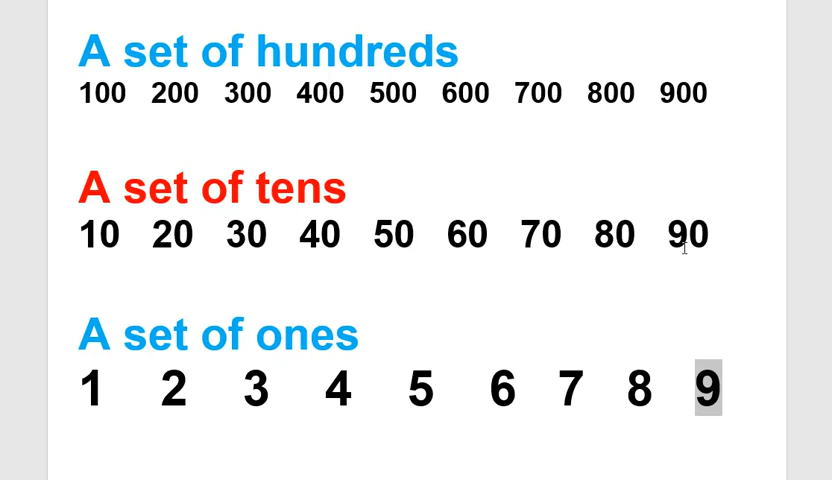 A set of hundreds
100 200 300 400 500 600 700 800 900
A set of tens
10 20 30 40 50 60 70 80 90
A set of ones
1 2 3 4 5 6 7 8 9